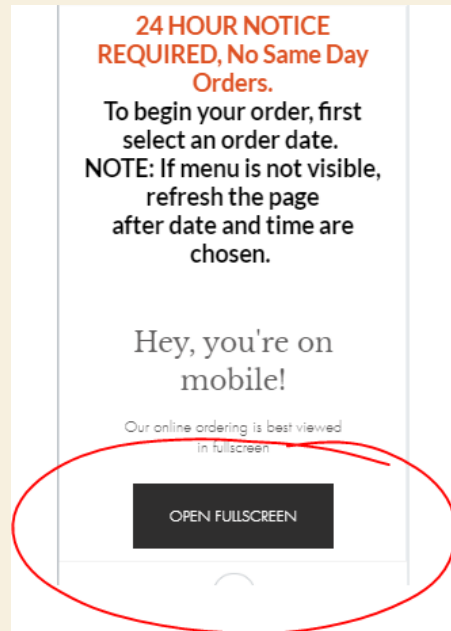 24 HOUR NOTICE
REQUIRED, No Same Day
Orders.
To begin your order, first
select an order date.
NOTE: If menu is not visible,
refresh the page
after date and time are
chosen.
Hey, you're on
mobile!
Our online ordering is best viewed
in fullscreen
OPEN FULLSCREEN